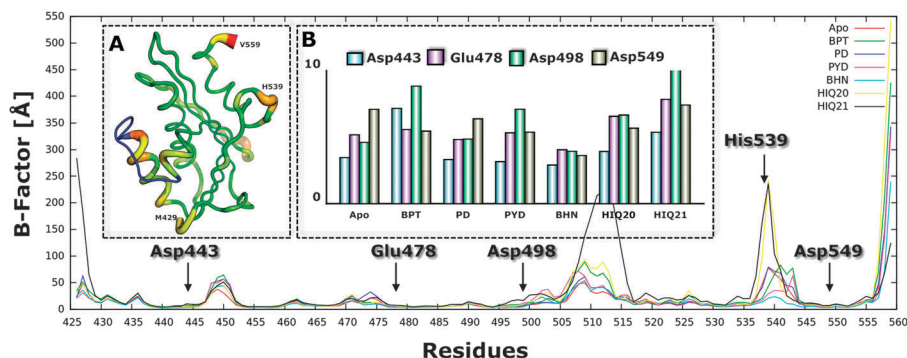 550
500
450
400
350
300
250
200
150
100
50
0
B-Factor [Å]
A
V559
H539
M429
B
Asp443 Glu478 Asp498 Asp549
10
0
Apo BPT PD PYD BHN HIQ20 HIQ21
Apo
BPT
PD
PYD
BHN
HIQ20
HIQ21
His539
Asp443 Glu478 Asp498 Asp549
425 430 435 440 445 450 455 460 465 470 475 480 485 490 495 500 505 510 515 520 525 530 535 540 545 550 555 560
Residues